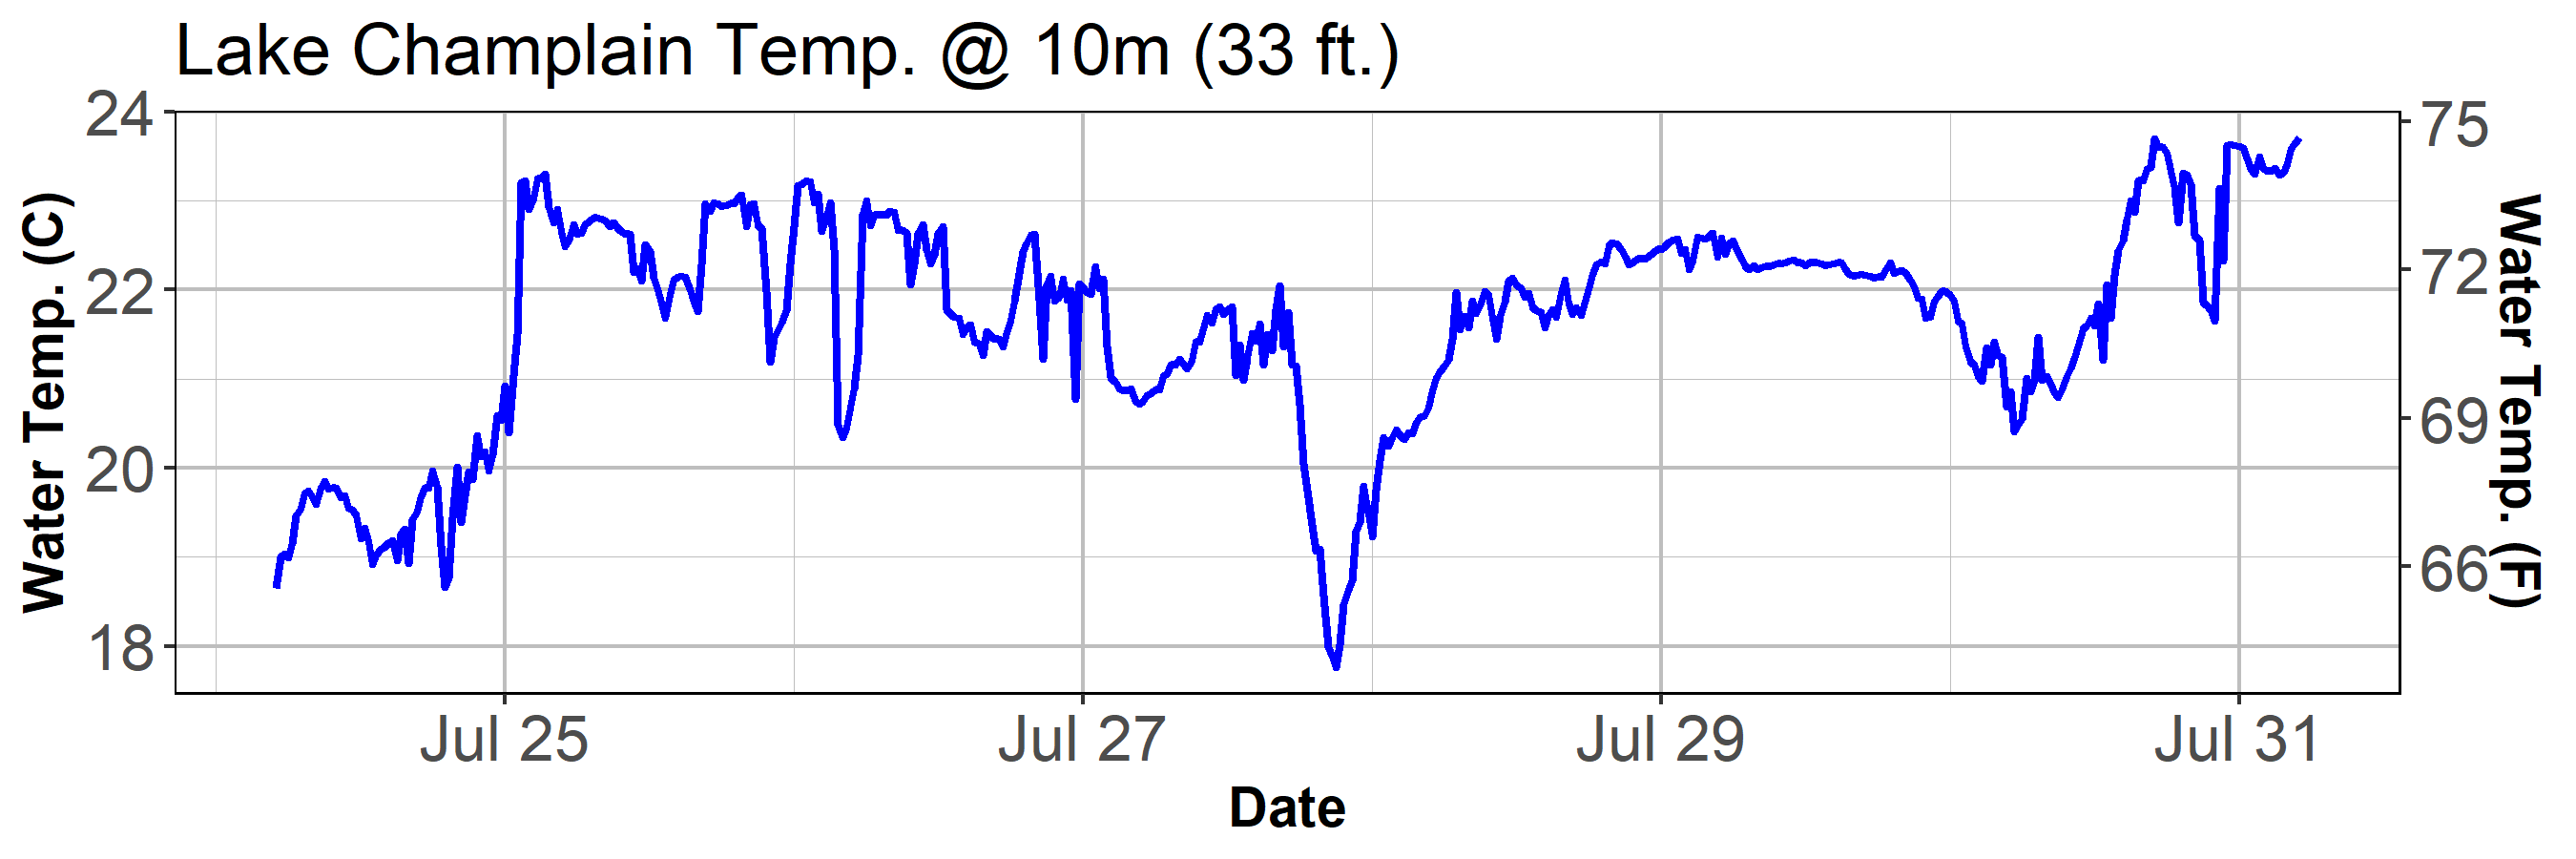 Lake Champlain Temp. @ 10m (33 ft.)
Water Temp. (C)
24
22
20
18
75
72
69
66
Water Temp. (F)
Jul 25 Jul 27 Jul 29 Jul 31
Date